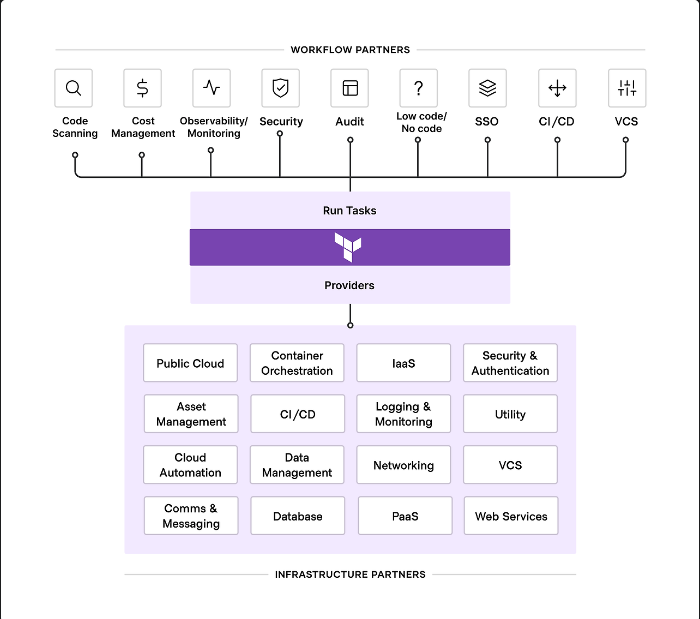 WORKFLOW PARTNERS
Code
Scanning
Cost
Management
Observability/
Monitoring
Security
Audit
Low code/
No code
SSO
CI/CD
VCS
Run Tasks
Providers
Public Cloud
Container
Orchestration
IaaS
Security &
Authentication
Asset
Management
CI/CD
Logging &
Monitoring
Utility
Cloud
Automation
Data
Management
Networking
VCS
Comms &
Messaging
Database
PaaS
Web Services
INFRASTRUCTURE PARTNERS